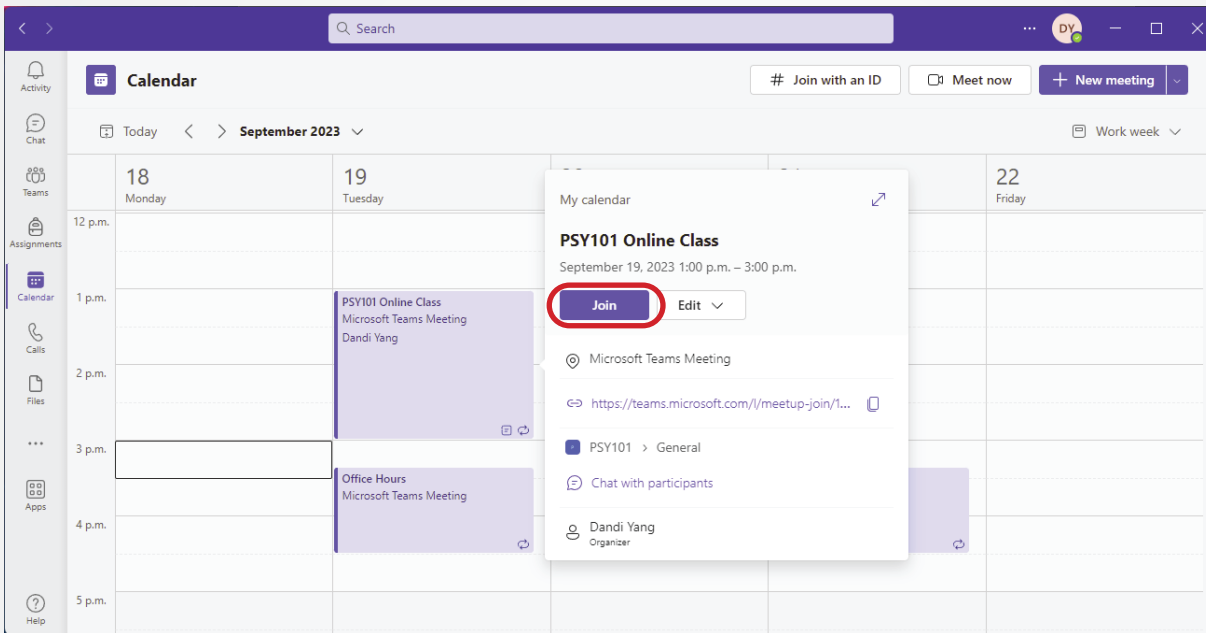 Search
DY
Activity
Chat
Teams
Assignments
Calendar
Calls
Files
Apps
Help
Calendar
# Join with an ID
Meet now
+ New meeting
Today
September 2023
Work week
18
Monday
19
Tuesday
22
Friday
12 p.m.
1 p.m.
2 p.m.
3 p.m.
4 p.m.
5 p.m.
PSY101 Online Class
Microsoft Teams Meeting
Dandi Yang
Office Hours
Microsoft Teams Meeting
My calendar
PSY101 Online Class
September 19, 2023 1:00 p.m. – 3:00 p.m.
Join
Edit
Microsoft Teams Meeting
https://teams.microsoft.com/l/meetup-join/1...
PSY101 > General
Chat with participants
Dandi Yang
Organizer